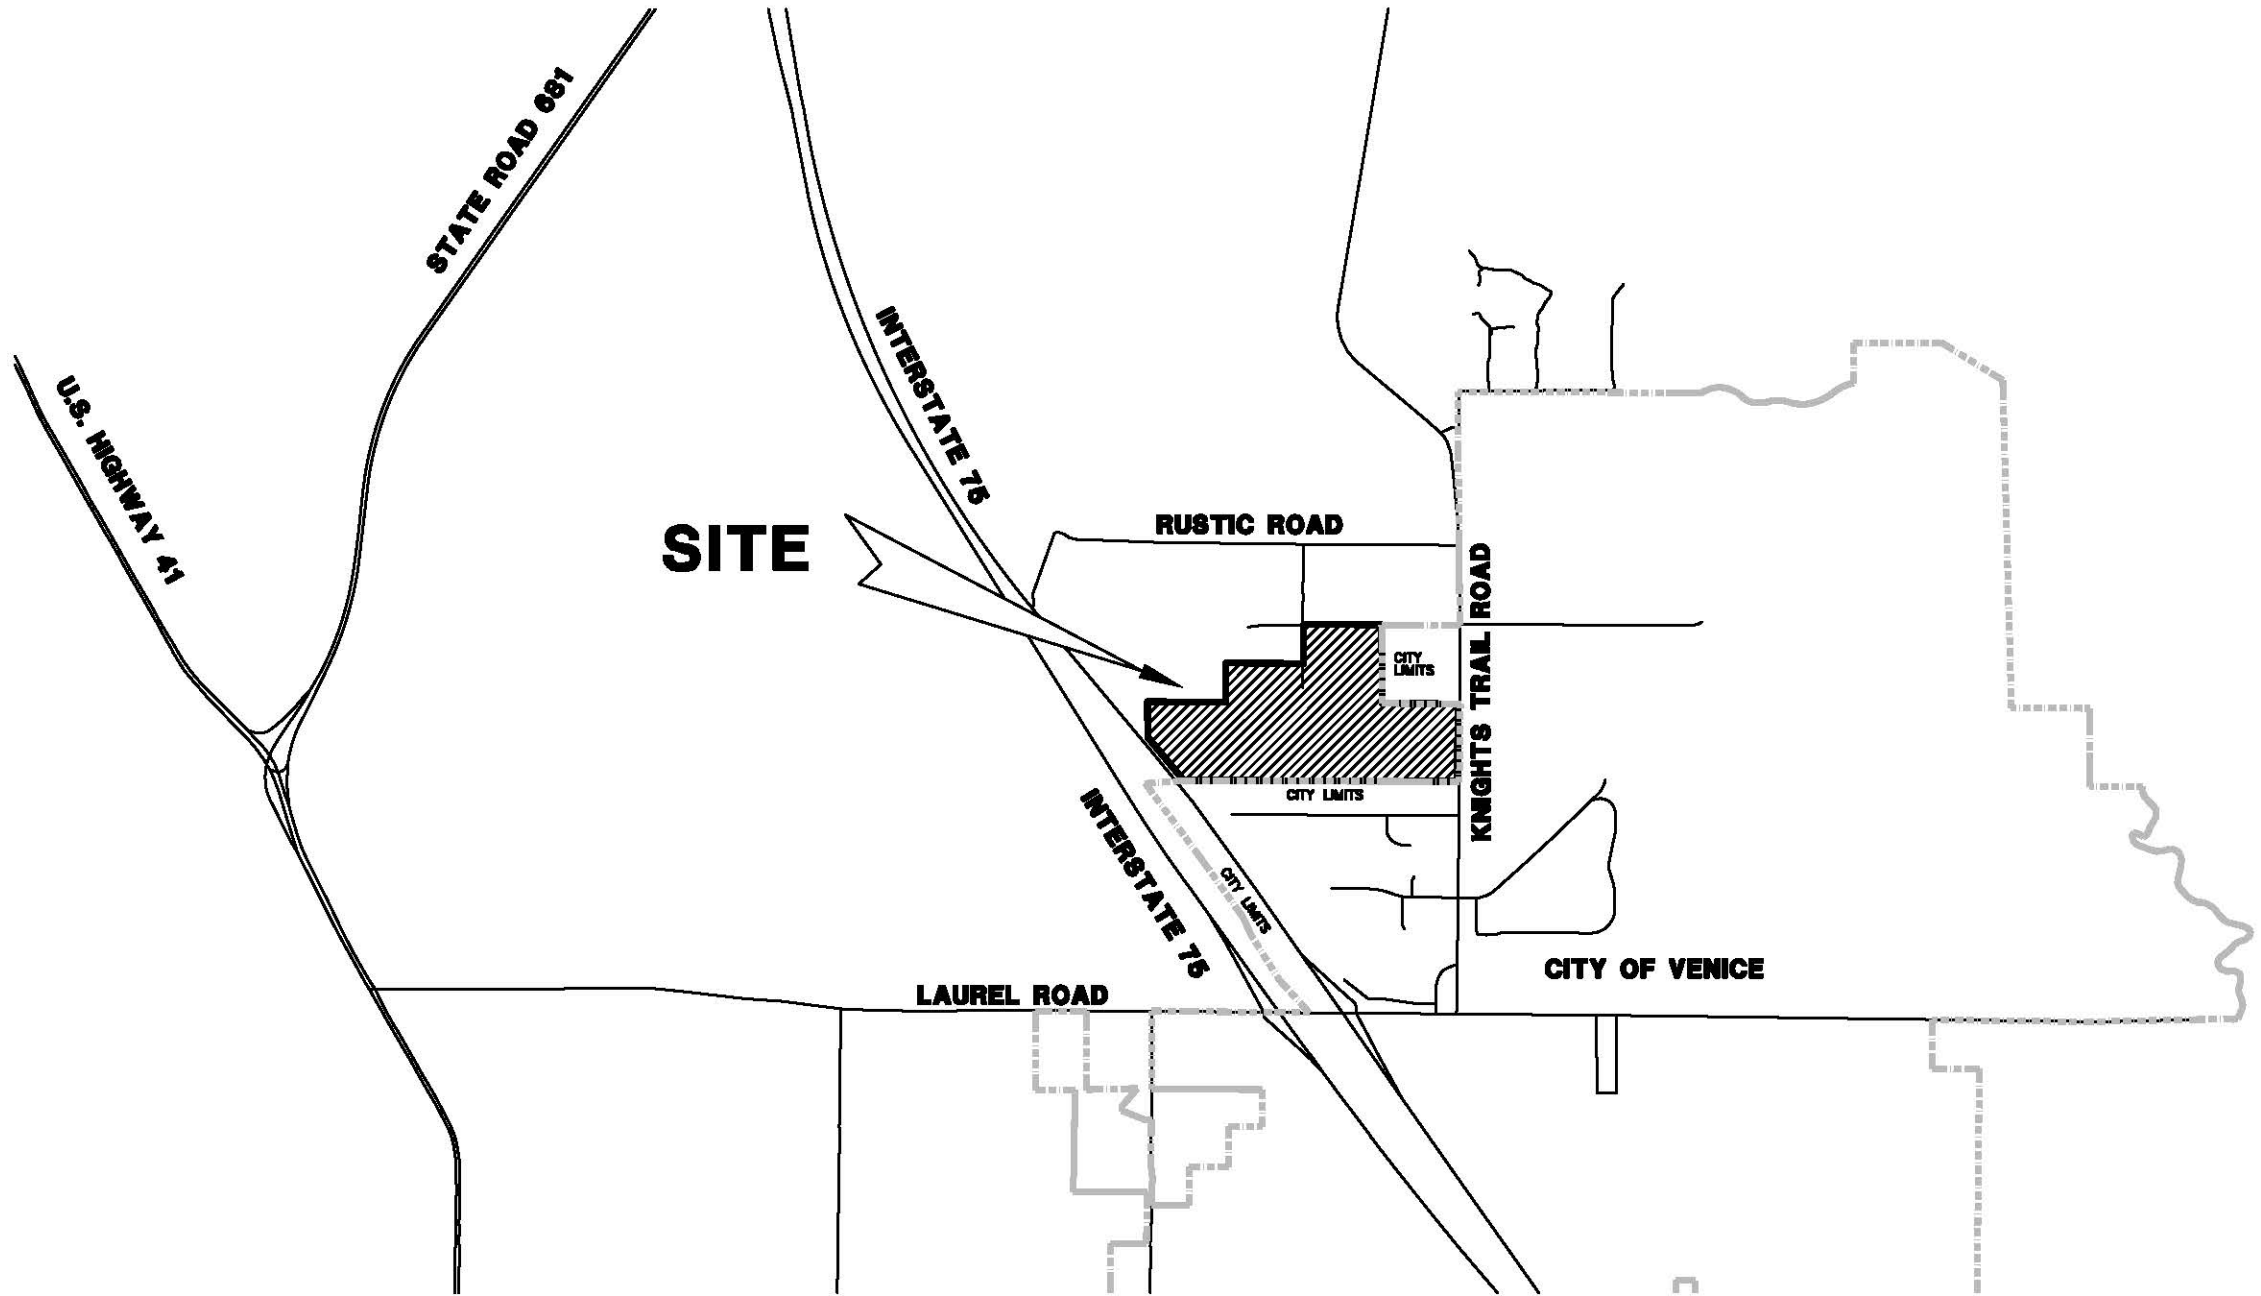 STATE ROAD 681
U.S. HIGHWAY 41
INTERSTATE 75
SITE
RUSTIC ROAD
KNIGHTS TRAIL ROAD
CITY
LIMITS
CITY LIMITS
INTERSTATE 75
CITY LIMITS
CITY OF VENICE
LAUREL ROAD